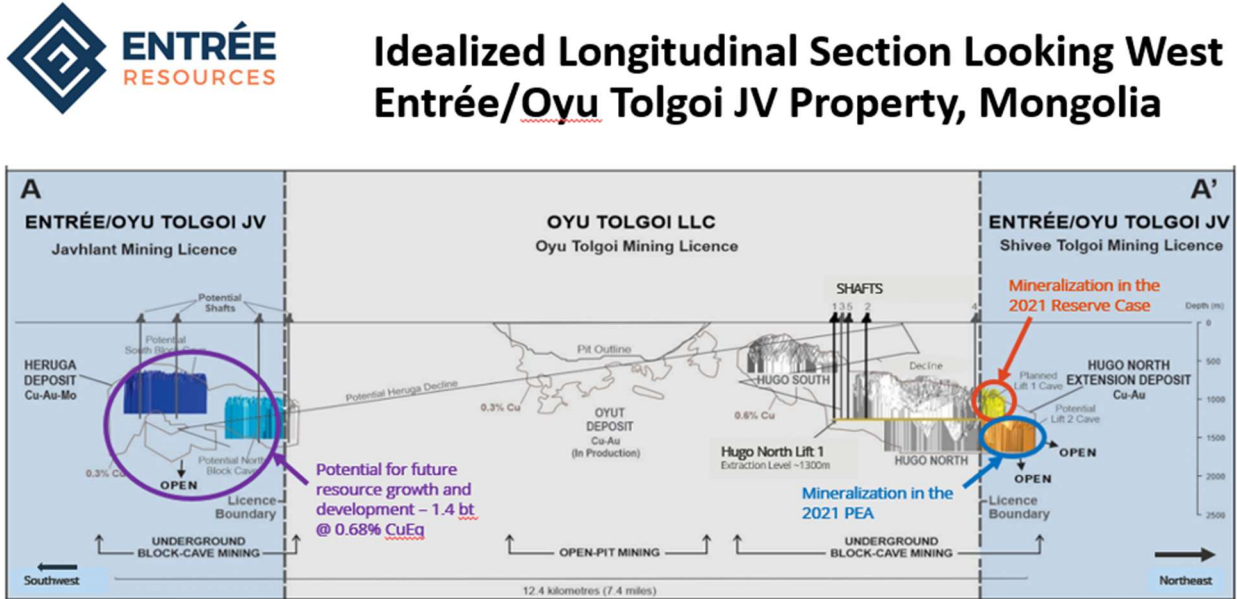 ENTRÉE
RESOURCES
Idealized Longitudinal Section Looking West
Entrée/Oyu Tolgoi JV Property, Mongolia
A
A'
ENTRÉE/OYU TOLGOI JV
Javhlant Mining Licence
OYU TOLGOI LLC
Oyu Tolgoi Mining Licence
ENTRÉE/OYU TOLGOI JV
Shivee Tolgoi Mining Licence
Potential
Shafts
SHAFTS
1 3 5 2 4
Mineralization in the
2021 Reserve Case
Depth (m)
0
500
1000
1500
2000
2500
Potential
South Block Cave
HERUGA
DEPOSIT
Cu-Au-Mo
Potential Heruga Decline
Pit Outline
0.3% Cu
OYUT
DEPOSIT
Cu-Au
(In Production)
HUGO SOUTH
0.6% Cu
Decline
Planned
Lift 1 Cave
HUGO NORTH
EXTENSION DEPOSIT
Cu-Au
Potential
Lift 2 Cave
Hugo North Lift 1
Extraction Level ~1300m
HUGO NORTH
OPEN
OPEN
0.3% Cu
Potential North
Block Cave
OPEN
Licence
Boundary
Potential for future
resource growth and
development – 1.4 bt
@ 0.68% CuEq
Mineralization in the
2021 PEA
Licence
Boundary
UNDERGROUND
BLOCK-CAVE MINING
OPEN-PIT MINING
UNDERGROUND
BLOCK-CAVE MINING
Southwest
Northeast
12.4 kilometres (7.4 miles)